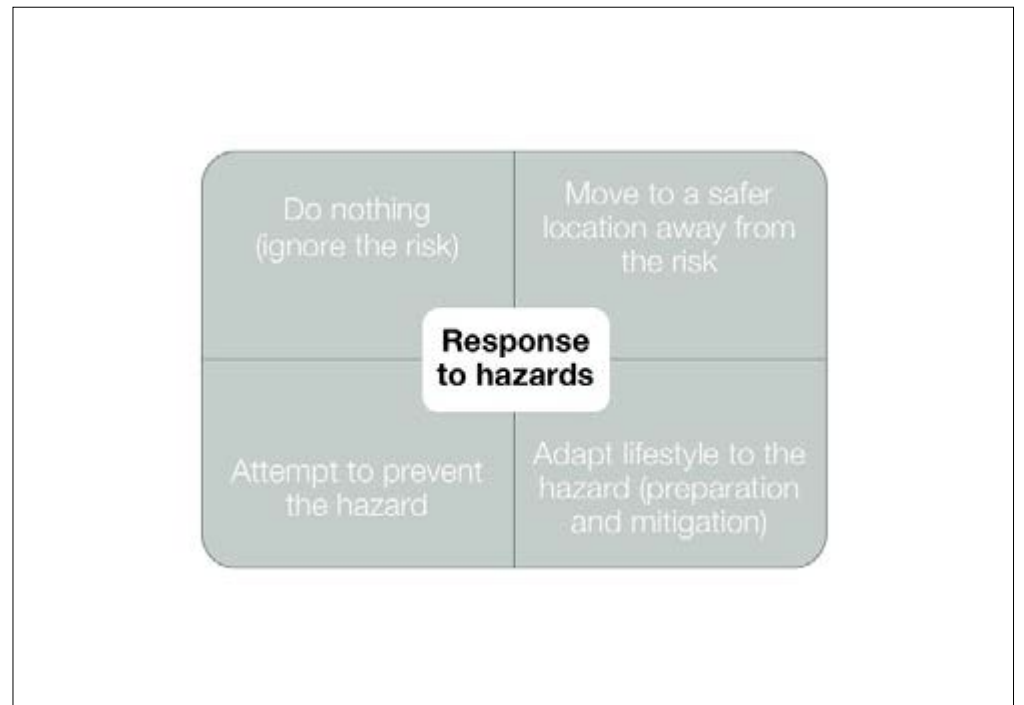 Do nothing
(ignore the risk)
Move to a safer
location away from
the risk
Response
to hazards
Attempt to prevent
the hazard
Adapt lifestyle to the
hazard (preparation
and mitigation)